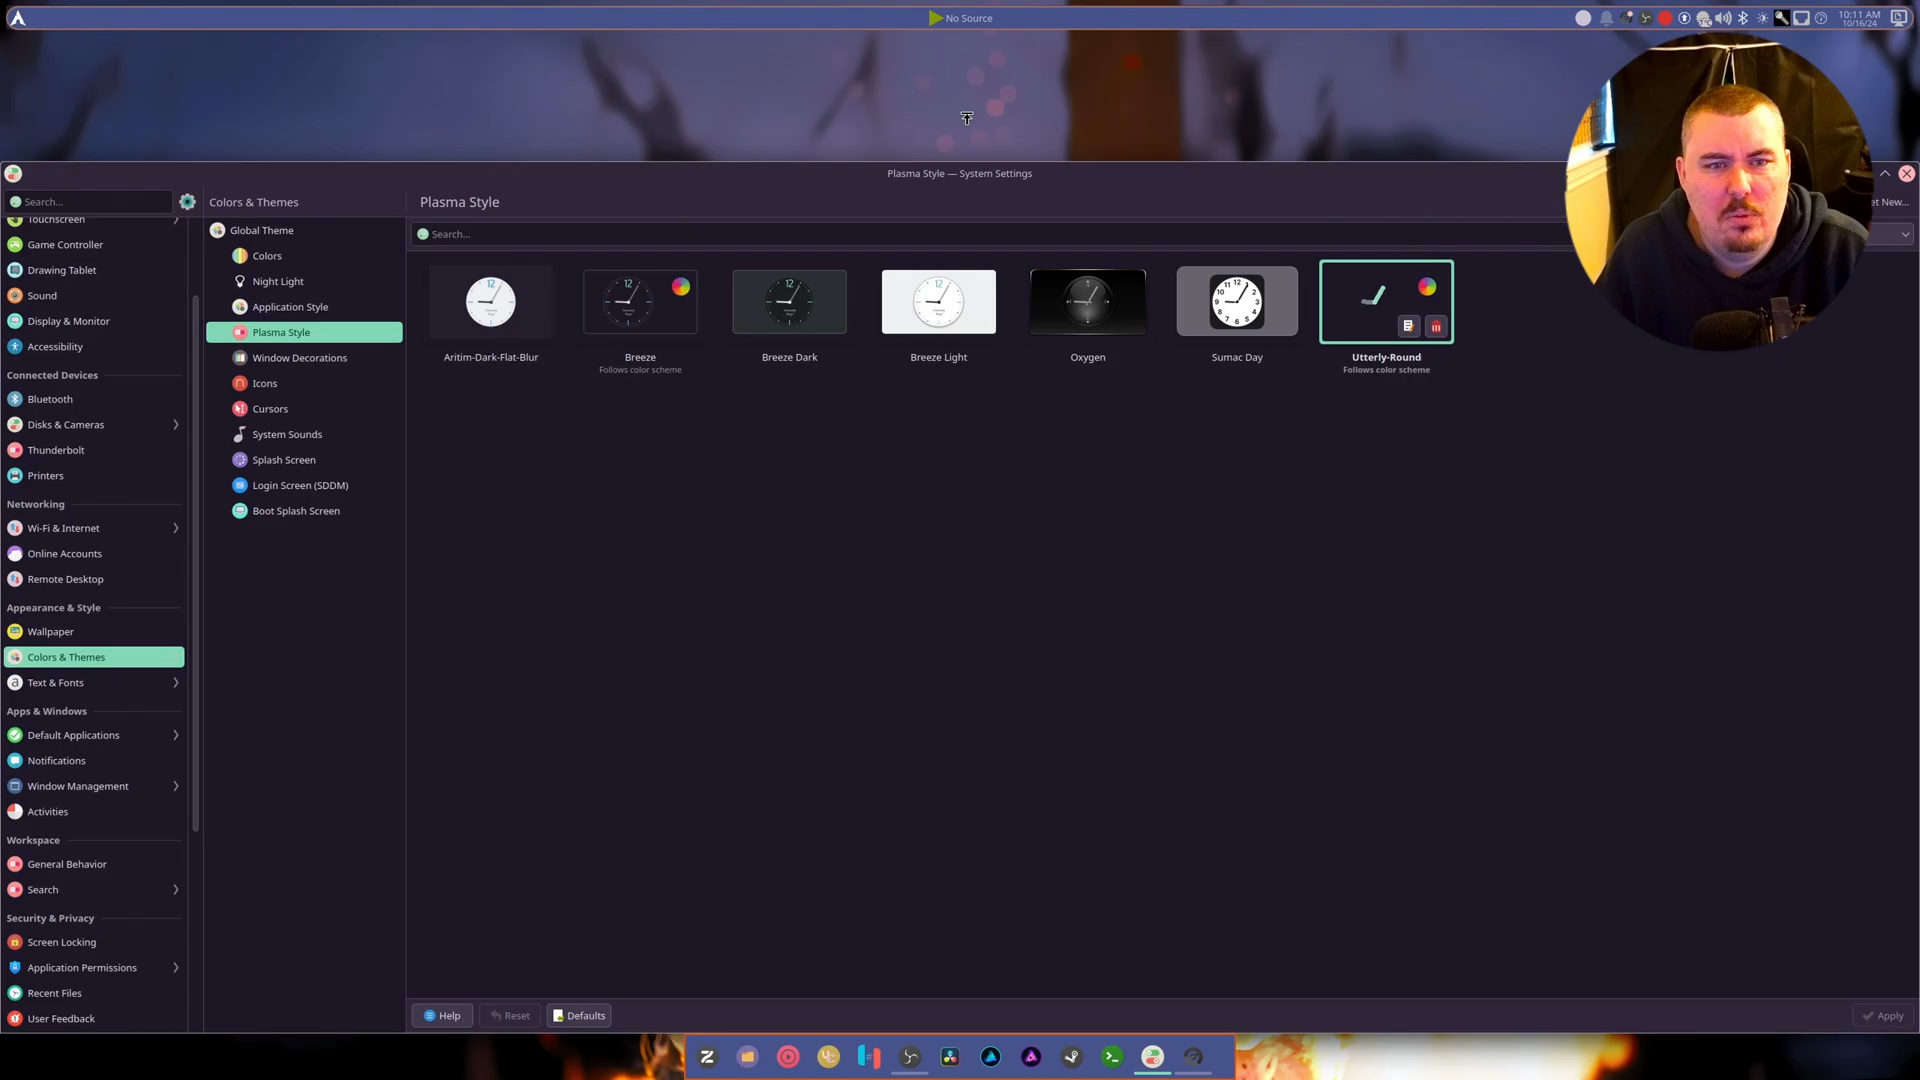 No Source
10:11 AM
10/16/24
Plasma Style — System Settings
Search...
Touchscreen
Game Controller
Drawing Tablet
Sound
Display & Monitor
Accessibility
Connected Devices
Bluetooth
Disks & Cameras
Thunderbolt
Printers
Networking
Wi-Fi & Internet
Online Accounts
Remote Desktop
Appearance & Style
Wallpaper
Colors & Themes
Text & Fonts
Apps & Windows
Default Applications
Notifications
Window Management
Activities
Workspace
General Behavior
Search
Security & Privacy
Screen Locking
Application Permissions
Recent Files
User Feedback
Colors & Themes
Global Theme
Colors
Night Light
Application Style
Plasma Style
Window Decorations
Icons
Cursors
System Sounds
Splash Screen
Login Screen (SDDM)
Boot Splash Screen
Plasma Style
et New...
Search...
Aritim-Dark-Flat-Blur
Breeze
Follows color scheme
Breeze Dark
Breeze Light
Oxygen
Sumac Day
Utterly-Round
Follows color scheme
Help
Reset
Defaults
Apply